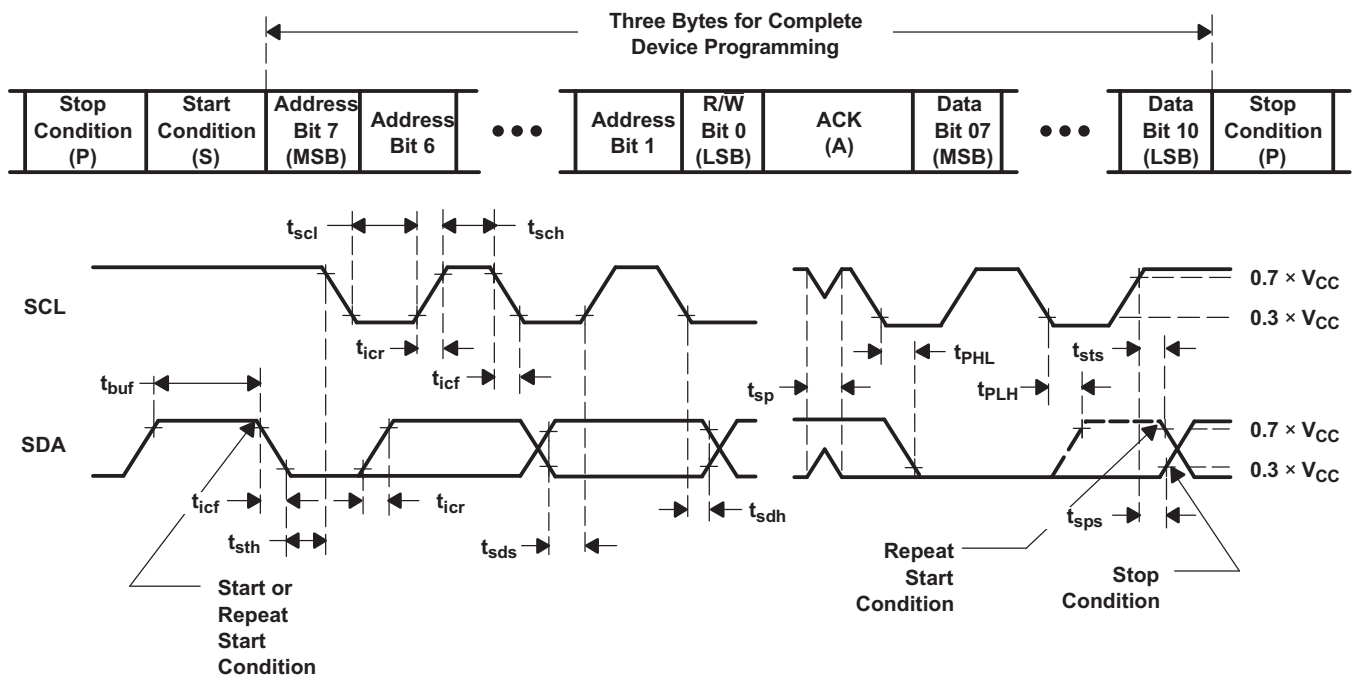 Three Bytes for Complete
Device Programming
Stop
Condition
(P)
Start
Condition
(S)
Address
Bit 7
(MSB)
Address
Bit 6
•••
Address
Bit 1
R/W̅
Bit 0
(LSB)
ACK
(A)
Data
Bit 07
(MSB)
•••
Data
Bit 10
(LSB)
Stop
Condition
(P)
tscl
tsch
SCL
0.7 × VCC
0.3 × VCC
ticr
ticf
tPHL
tsts
tbuf
tsp
tPLH
SDA
0.7 × VCC
0.3 × VCC
ticf
ticr
tsdh
tsth
tsds
tsps
Start or
Repeat
Start
Condition
Repeat
Start
Condition
Stop
Condition